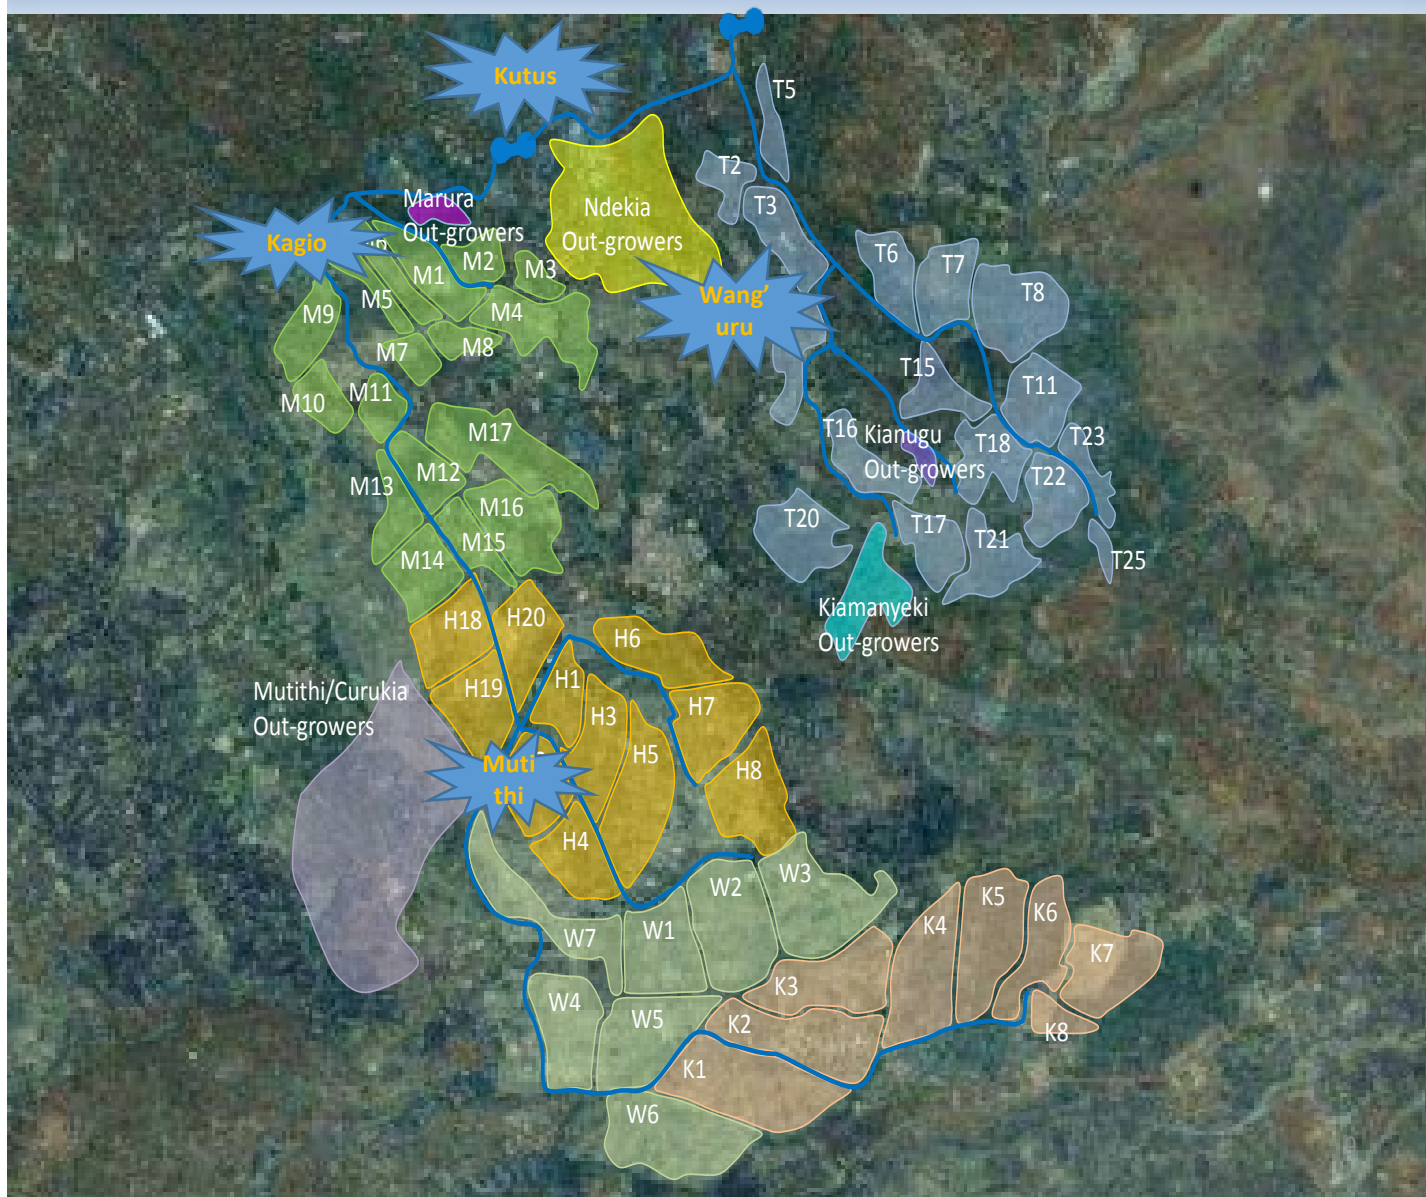 Kutus
T5
T2
T3
Marura
Out-growers
Ndekia
Out-growers
Kagio
M1
M2
M3
M5
M4
M9
M7
M8
M10
M11
Wang’
uru
T6
T7
T8
T15
T11
T16
Kianugu
Out-growers
T18
T23
T22
T20
T17
T21
T25
Kiamanyeki
Out-growers
M17
M12
M13
M16
M15
M14
H18
H20
H6
H19
H1
H3
H7
H5
H8
Mutithi/Curukia
Out-growers
Muti
thi
H4
W3
W2
W1
W7
W4
W5
W6
K5
K6
K4
K7
K3
K2
K8
K1